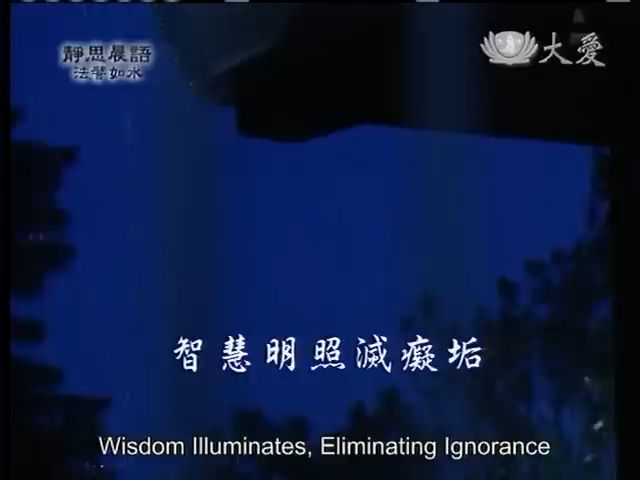 靜思晨語
法譬如水
大愛
智慧明照滅癡垢
Wisdom Illuminates, Eliminating Ignorance